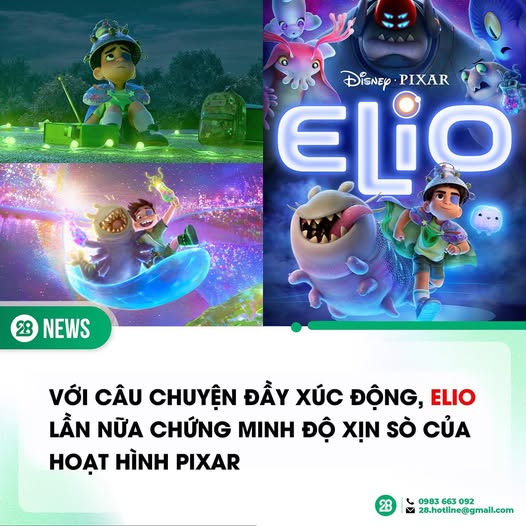 Disney · PIXAR
ELIO
28 NEWS
VỚI CÂU CHUYỆN ĐẦY XÚC ĐỘNG, ELIO
LẦN NỮA CHỨNG MINH ĐỘ XỊN SÒ CỦA
HOẠT HÌNH PIXAR
28
0983 663 092
28.hotline@gmail.com